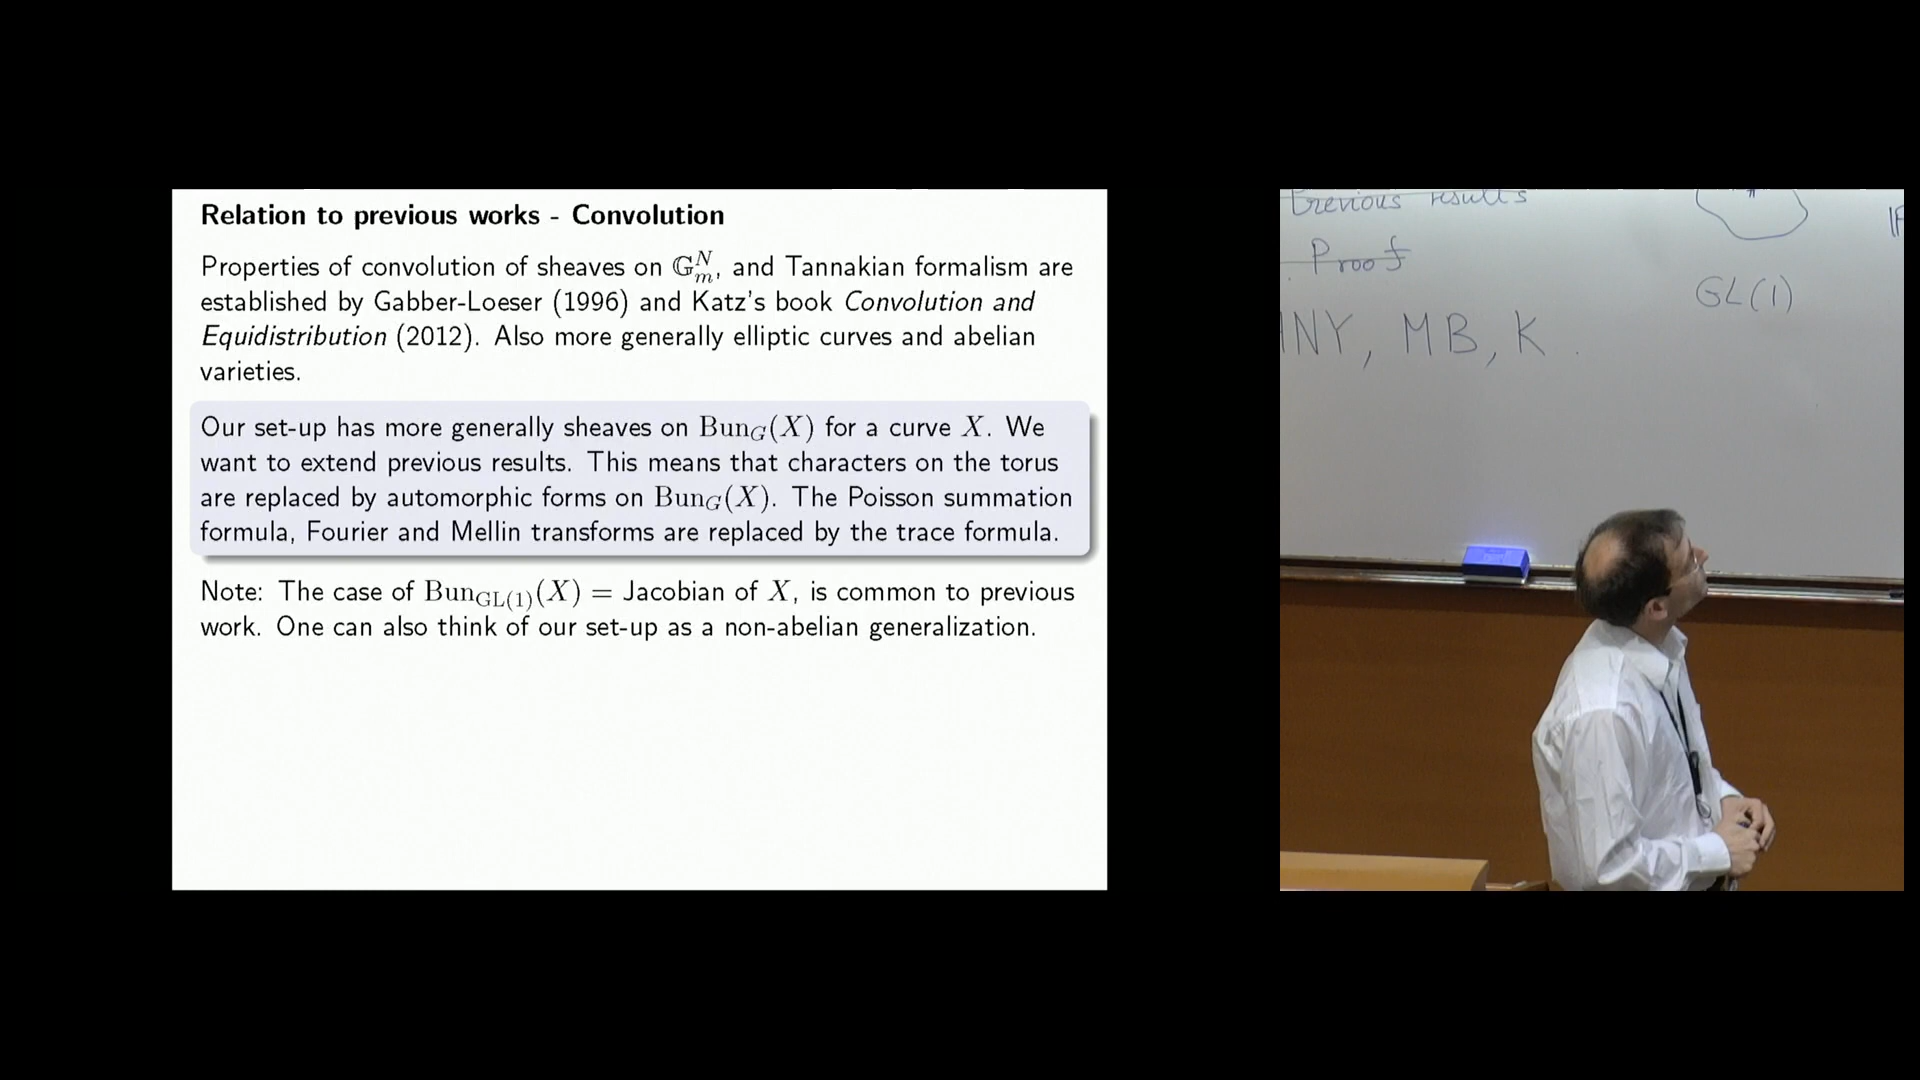 Relation to previous works - Convolution
Properties of convolution of sheaves on $\mathbb{G}_m^N$, and Tannakian formalism are
established by Gabber-Loeser (1996) and Katz's book Convolution and
Equidistribution (2012). Also more generally elliptic curves and abelian
varieties.
Our set-up has more generally sheaves on $\mathrm{Bun}_G(X)$ for a curve $X$. We
want to extend previous results. This means that characters on the torus
are replaced by automorphic forms on $\mathrm{Bun}_G(X)$. The Poisson summation
formula, Fourier and Mellin transforms are replaced by the trace formula.
Note: The case of $\mathrm{Bun}_{\mathrm{GL}(1)}(X)$ = Jacobian of $X$, is common to previous
work. One can also think of our set-up as a non-abelian generalization.
Previous results
Proof
GL(1)
HNY, MB, K.